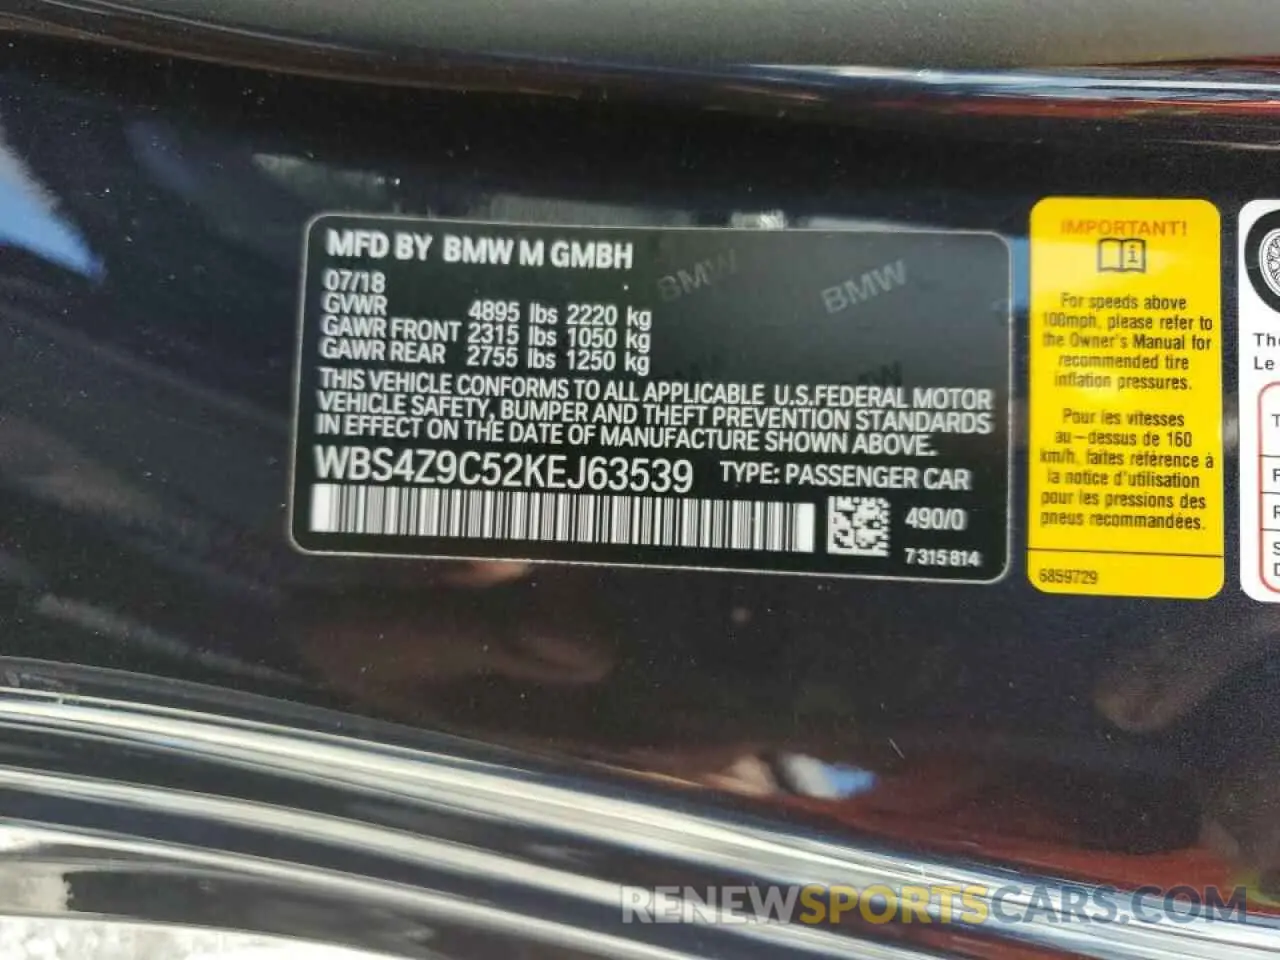 MFD BY BMW M GMBH
07/18
GVWR 4895 lbs 2220 kg
GAWR FRONT 2315 lbs 1050 kg
GAWR REAR 2755 lbs 1250 kg
THIS VEHICLE CONFORMS TO ALL APPLICABLE U.S.FEDERAL MOTOR
VEHICLE SAFETY, BUMPER AND THEFT PREVENTION STANDARDS
IN EFFECT ON THE DATE OF MANUFACTURE SHOWN ABOVE.
WBS4Z9C52KEJ63539 TYPE: PASSENGER CAR
490/0
7 315 814
BMW
BMW
IMPORTANT!
For speeds above
100mph, please refer to
the Owner's Manual for
recommended tire
inflation pressures.
Pour les vitesses
au-dessus de 160
km/h, faites référence à
la notice d'utilisation
pour les pressions des
pneus recommandées.
6859729
The
Le
RENEWSPORTSCARS.COM